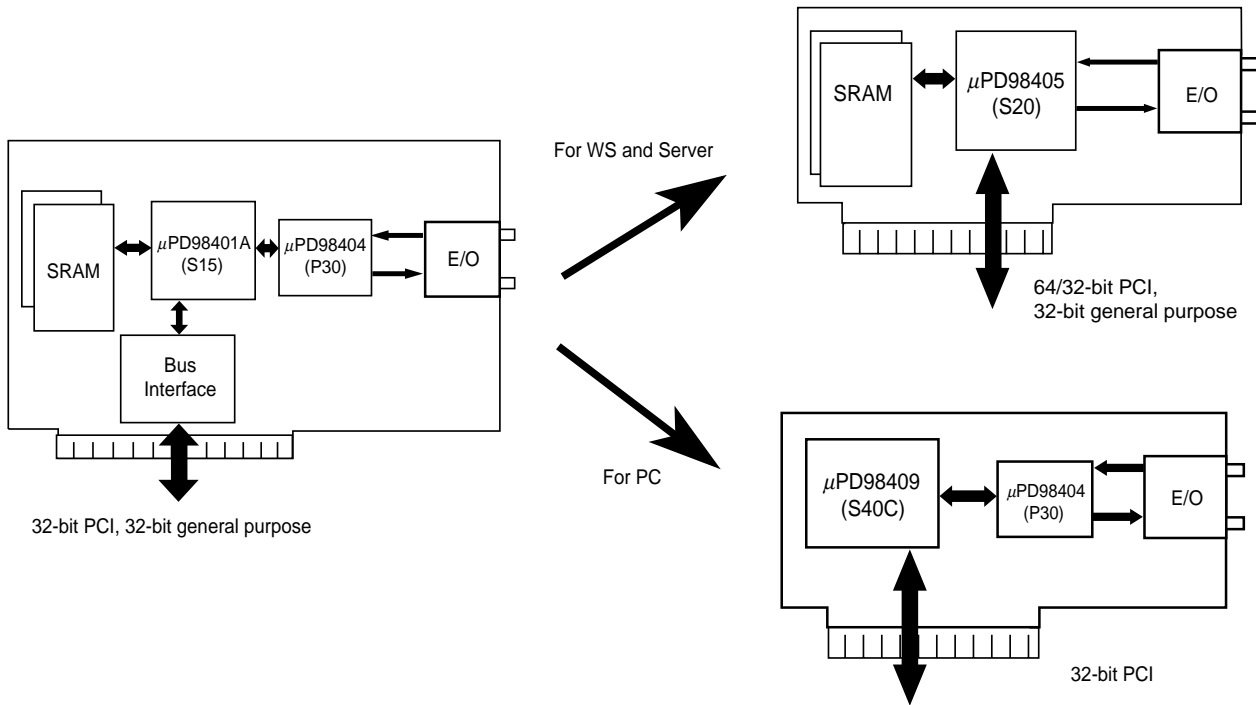 SRAM
μPD98401A
(S15)
μPD98404
(P30)
E/O
Bus
Interface
32-bit PCI, 32-bit general purpose
For WS and Server
For PC
SRAM
μPD98405
(S20)
E/O
64/32-bit PCI,
32-bit general purpose
μPD98409
(S40C)
μPD98404
(P30)
E/O
32-bit PCI